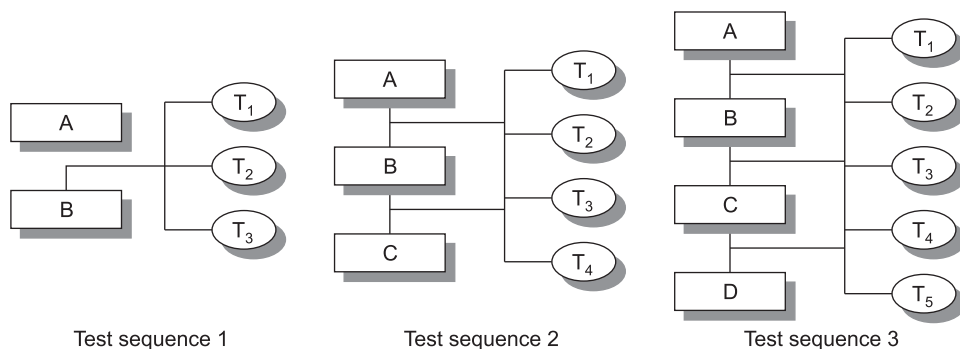 A
B
T1
T2
T3
Test sequence 1
A
B
C
T1
T2
T3
T4
Test sequence 2
A
B
C
D
T1
T2
T3
T4
T5
Test sequence 3